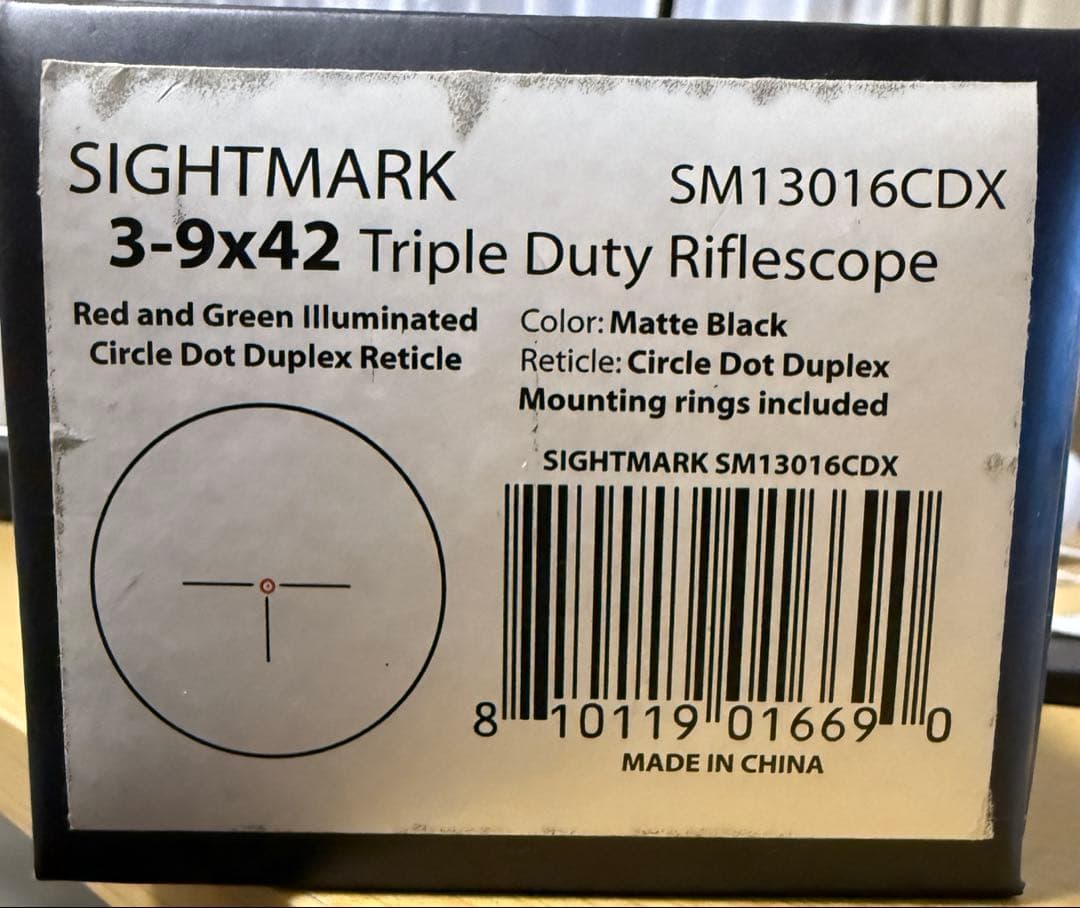 SIGHTMARK SM13016CDX
3-9x42 Triple Duty Riflescope
Red and Green Illuminated
Circle Dot Duplex Reticle
Color: Matte Black
Reticle: Circle Dot Duplex
Mounting rings included
SIGHTMARK SM13016CDX
8 10119 01669 0
MADE IN CHINA